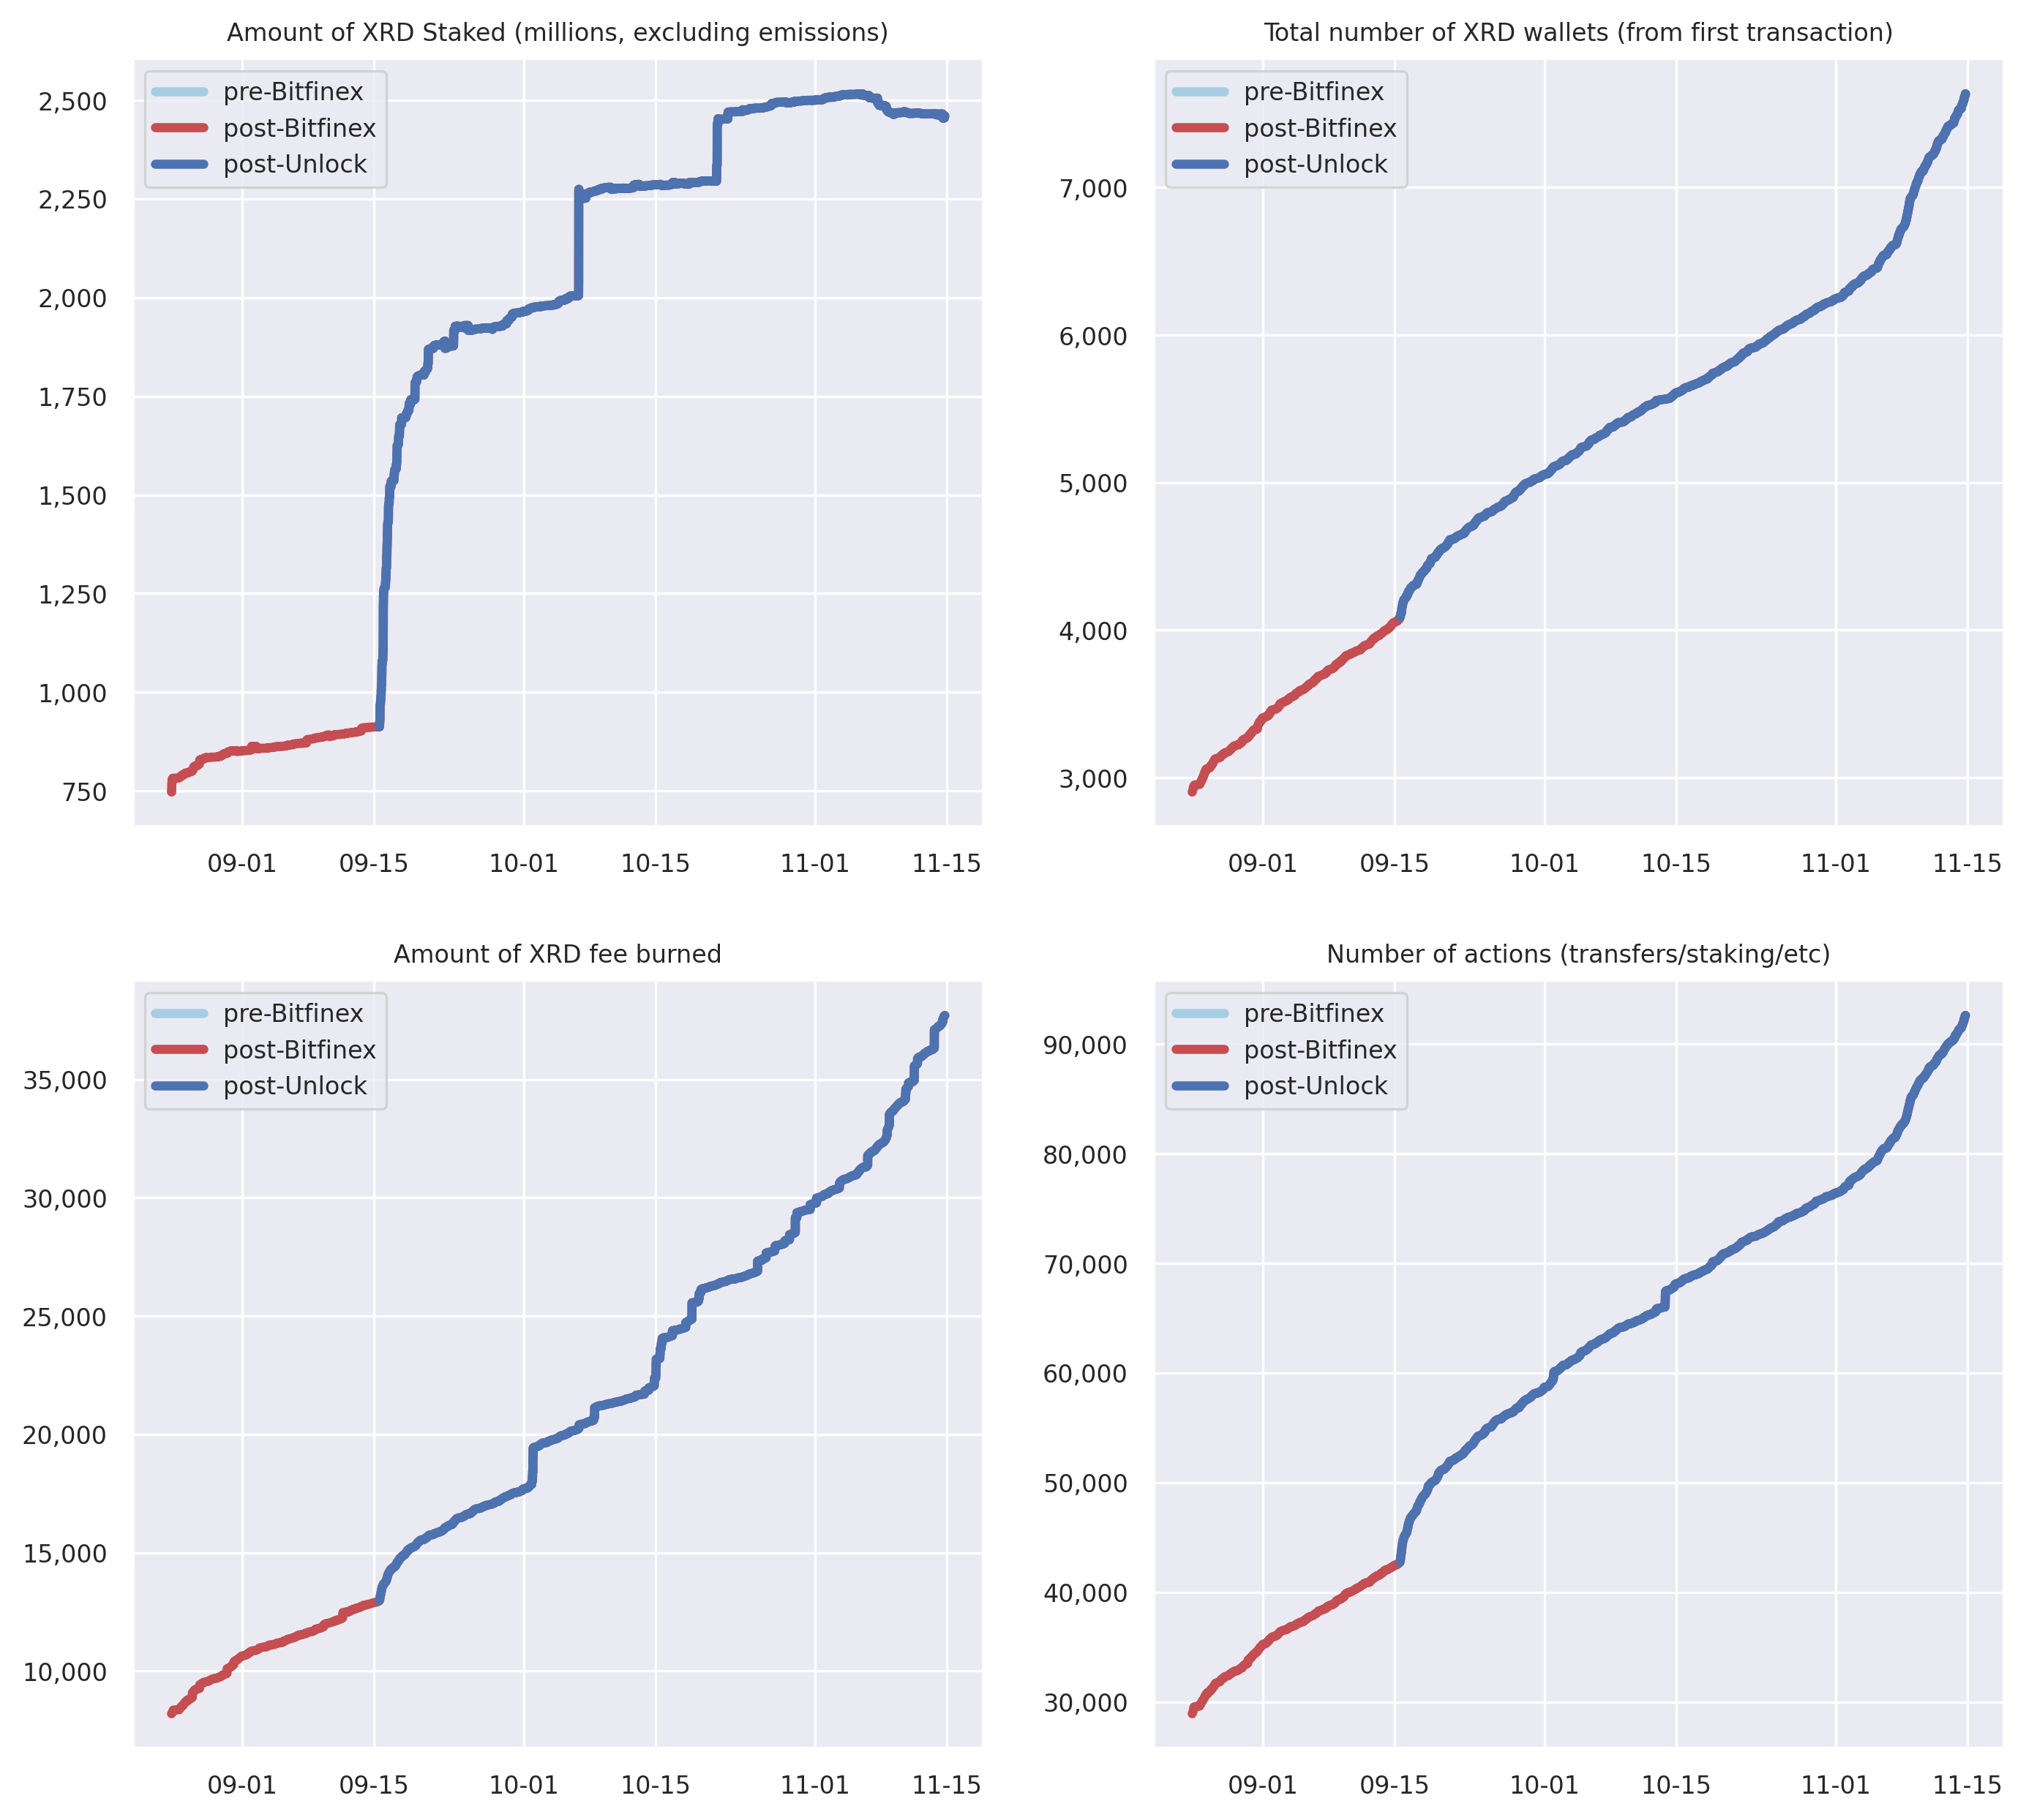 Amount of XRD Staked (millions, excluding emissions)
pre-Bitfinex
post-Bitfinex
post-Unlock
2,500
2,250
2,000
1,750
1,500
1,250
1,000
750
09-01 09-15 10-01 10-15 11-01 11-15
Total number of XRD wallets (from first transaction)
pre-Bitfinex
post-Bitfinex
post-Unlock
7,000
6,000
5,000
4,000
3,000
09-01 09-15 10-01 10-15 11-01 11-15
Amount of XRD fee burned
pre-Bitfinex
post-Bitfinex
post-Unlock
35,000
30,000
25,000
20,000
15,000
10,000
09-01 09-15 10-01 10-15 11-01 11-15
Number of actions (transfers/staking/etc)
pre-Bitfinex
post-Bitfinex
post-Unlock
90,000
80,000
70,000
60,000
50,000
40,000
30,000
09-01 09-15 10-01 10-15 11-01 11-15